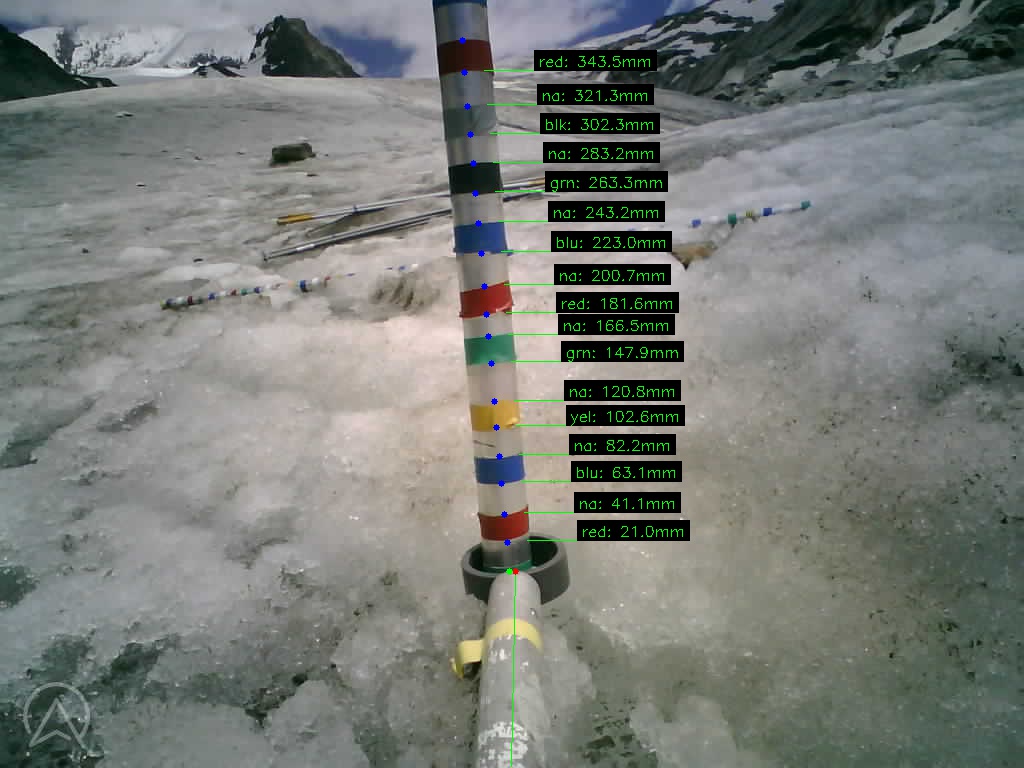 red: 343.5mm
na: 321.3mm
blk: 302.3mm
na: 283.2mm
grn: 263.3mm
na: 243.2mm
blu: 223.0mm
na: 200.7mm
red: 181.6mm
na: 166.5mm
grn: 147.9mm
na: 120.8mm
yel: 102.6mm
na: 82.2mm
blu: 63.1mm
na: 41.1mm
red: 21.0mm